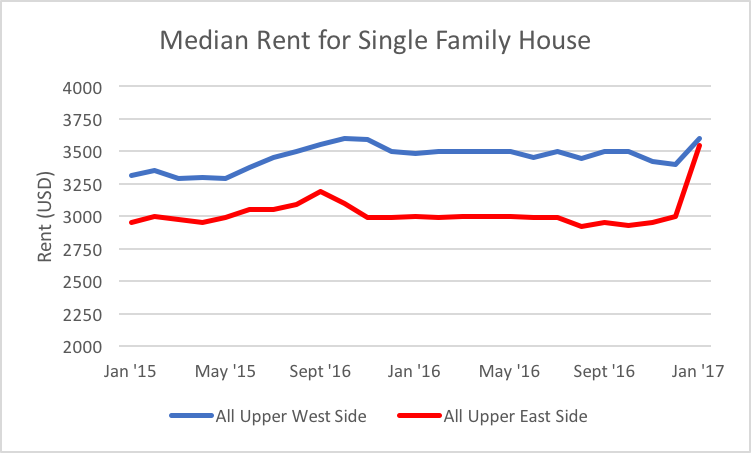 Median Rent for Single Family House
4000
3750
3500
3250
3000
2750
2500
2250
2000
Rent (USD)
Jan '15 May '15 Sept '16 Jan '16 May '16 Sept '16 Jan '17
All Upper West Side All Upper East Side